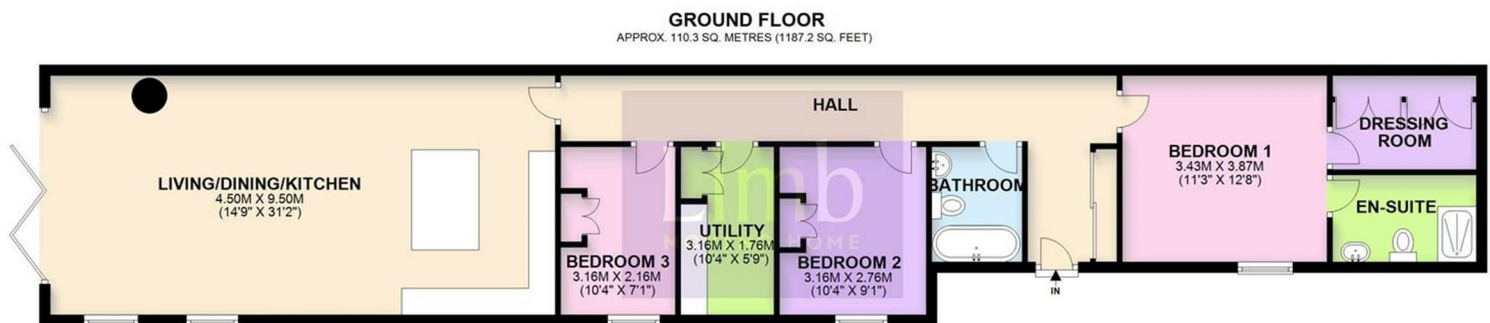 GROUND FLOOR
APPROX. 110.3 SQ. METRES (1187.2 SQ. FEET)
HALL
LIVING/DINING/KITCHEN
4.50M X 9.50M
(14'9" X 31'2")
BEDROOM 3
3.16M X 2.16M
(10'4" X 7'1")
UTILITY
3.16M X 1.76M
(10'4" X 5'9")
BEDROOM 2
3.16M X 2.76M
(10'4" X 9'1")
BATHROOM
IN
BEDROOM 1
3.43M X 3.87M
(11'3" X 12'8")
DRESSING
ROOM
EN-SUITE
Limb
HOME